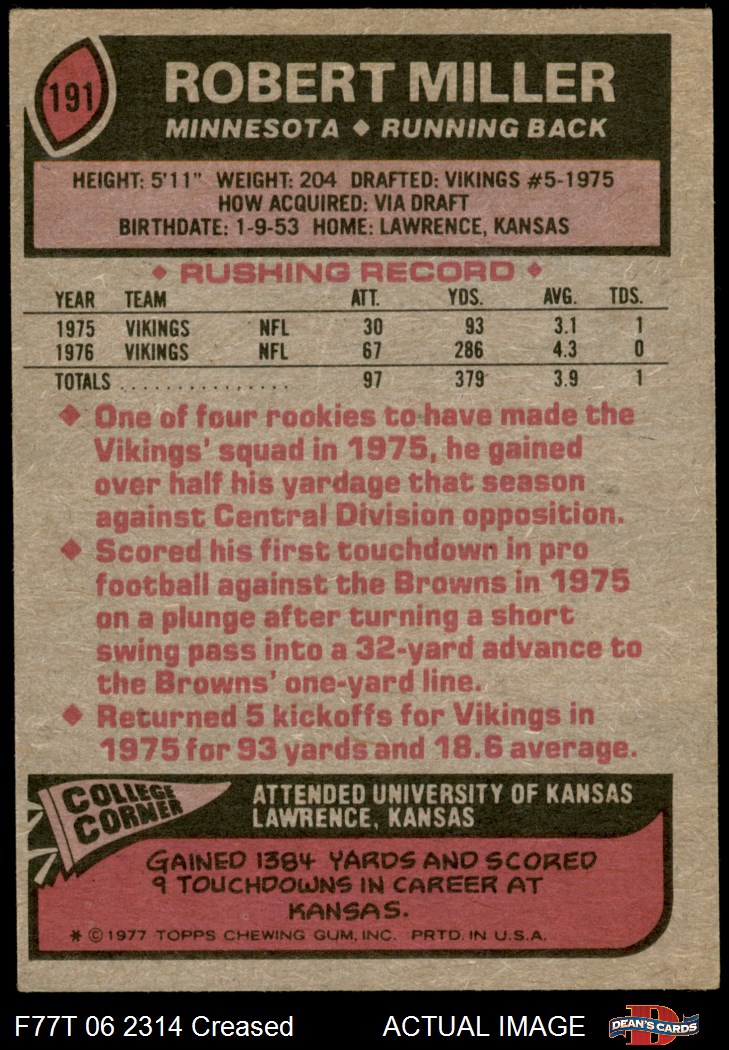 191
ROBERT MILLER
MINNESOTA ◆ RUNNING BACK
HEIGHT: 5'11" WEIGHT: 204 DRAFTED: VIKINGS #5-1975
HOW ACQUIRED: VIA DRAFT
BIRTHDATE: 1-9-53 HOME: LAWRENCE, KANSAS
◆ RUSHING RECORD ◆
YEAR TEAM ATT. YDS. AVG. TDS.
1975 VIKINGS NFL 30 93 3.1 1
1976 VIKINGS NFL 67 286 4.3 0
TOTALS . . . . . . . . . . . . . . . 97 379 3.9 1
◆ One of four rookies to have made the
Vikings' squad in 1975, he gained
over half his yardage that season
against Central Division opposition.
◆ Scored his first touchdown in pro
football against the Browns in 1975
on a plunge after turning a short
swing pass into a 32-yard advance to
the Browns' one-yard line.
◆ Returned 5 kickoffs for Vikings in
1975 for 93 yards and 18.6 average.
COLLEGE
CORNER
ATTENDED UNIVERSITY OF KANSAS
LAWRENCE, KANSAS
GAINED 1384 YARDS AND SCORED
9 TOUCHDOWNS IN CAREER AT
KANSAS.
* © 1977 TOPPS CHEWING GUM, INC. PRTD. IN U.S.A.
F77T 06 2314 Creased ACTUAL IMAGE D DEAN'S CARDS